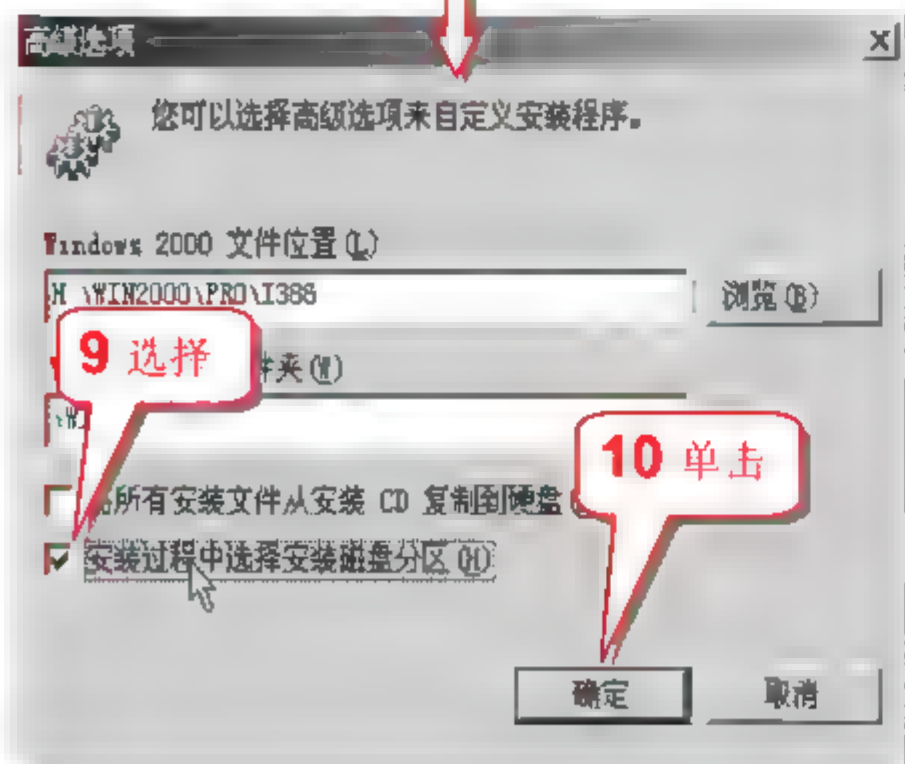 高级选项
您可以选择高级选项来自定义安装程序。
Windows 2000 文件位置(L)
H \WIN2000\PRO\I386
浏览(B)
9 选择
件夹(W)
\W
10 单击
所有安装文件从安装 CD 复制到硬盘
安装过程中选择安装磁盘分区(H)
确定
取消